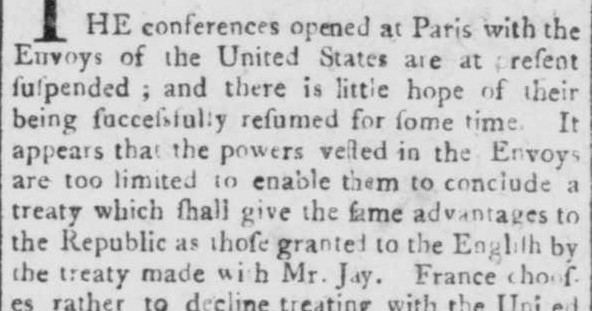 THE conferences opened at Paris with the
Envoys of the United States are at preſent
ſuſpended ; and there is little hope of their
being ſucceſsfully reſumed for ſome time. It
appears that the powers veſted in the Envoys
are too limited to enable them to conclude a
treaty which ſhall give the ſame advantages to
the Republic as thoſe granted to the Engliſh by
the treaty made with Mr. Jay. France chooſ-
es rather to decline treating with the United